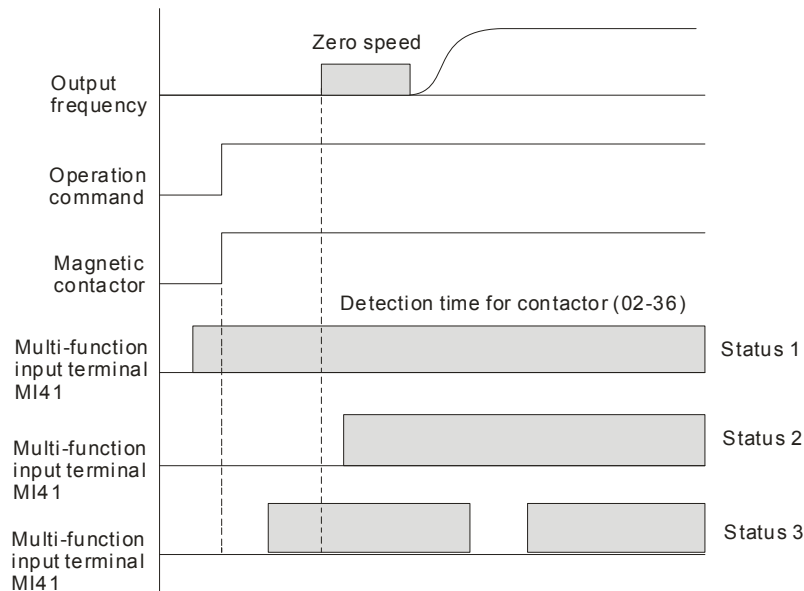 Zero speed
Output
frequency
Operation
command
Magnetic
contactor
Detection time for contactor (02-36)
Multi-function
input terminal
MI41
Status 1
Multi-function
input terminal
MI41
Status 2
Multi-function
input terminal
MI41
Status 3